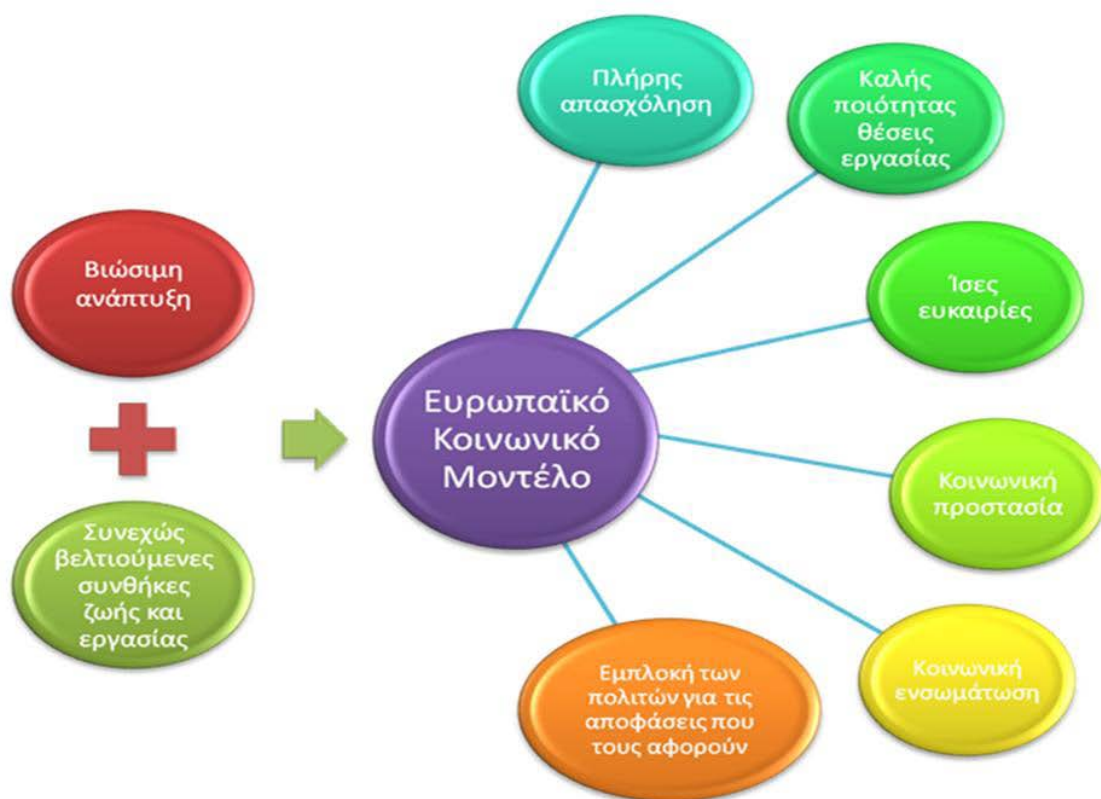 Πλήρης
απασχόληση
Καλής
ποιότητας
θέσεις
εργασίας
Βιώσιμη
ανάπτυξη
Ίσες
ευκαιρίες
Ευρωπαϊκό
Κοινωνικό
Μοντέλο
Κοινωνική
προστασία
Συνεχώς
βελτιούμενες
συνθήκες
ζωής και
εργασίας
Εμπλοκή των
πολιτών για τις
αποφάσεις που
τους αφορούν
Κοινωνική
ενσωμάτωση